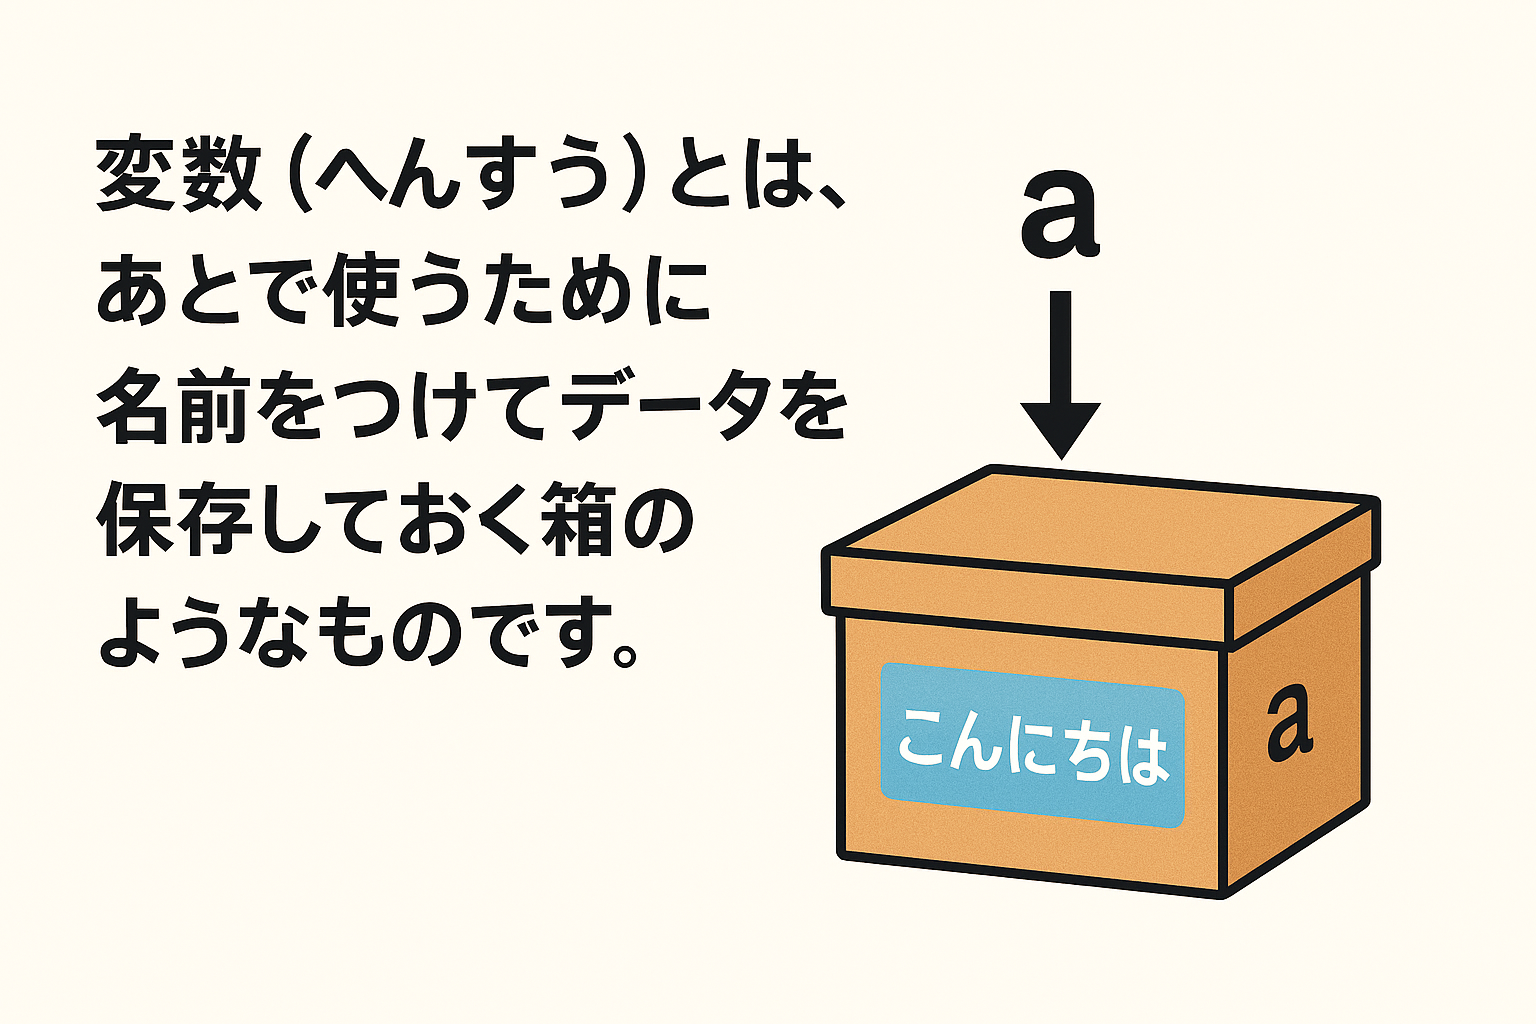 変数(へんすう)とは、
あとで使うために
名前をつけてデータを
保存しておく箱の
ようなものです。
a
こんにちは
a